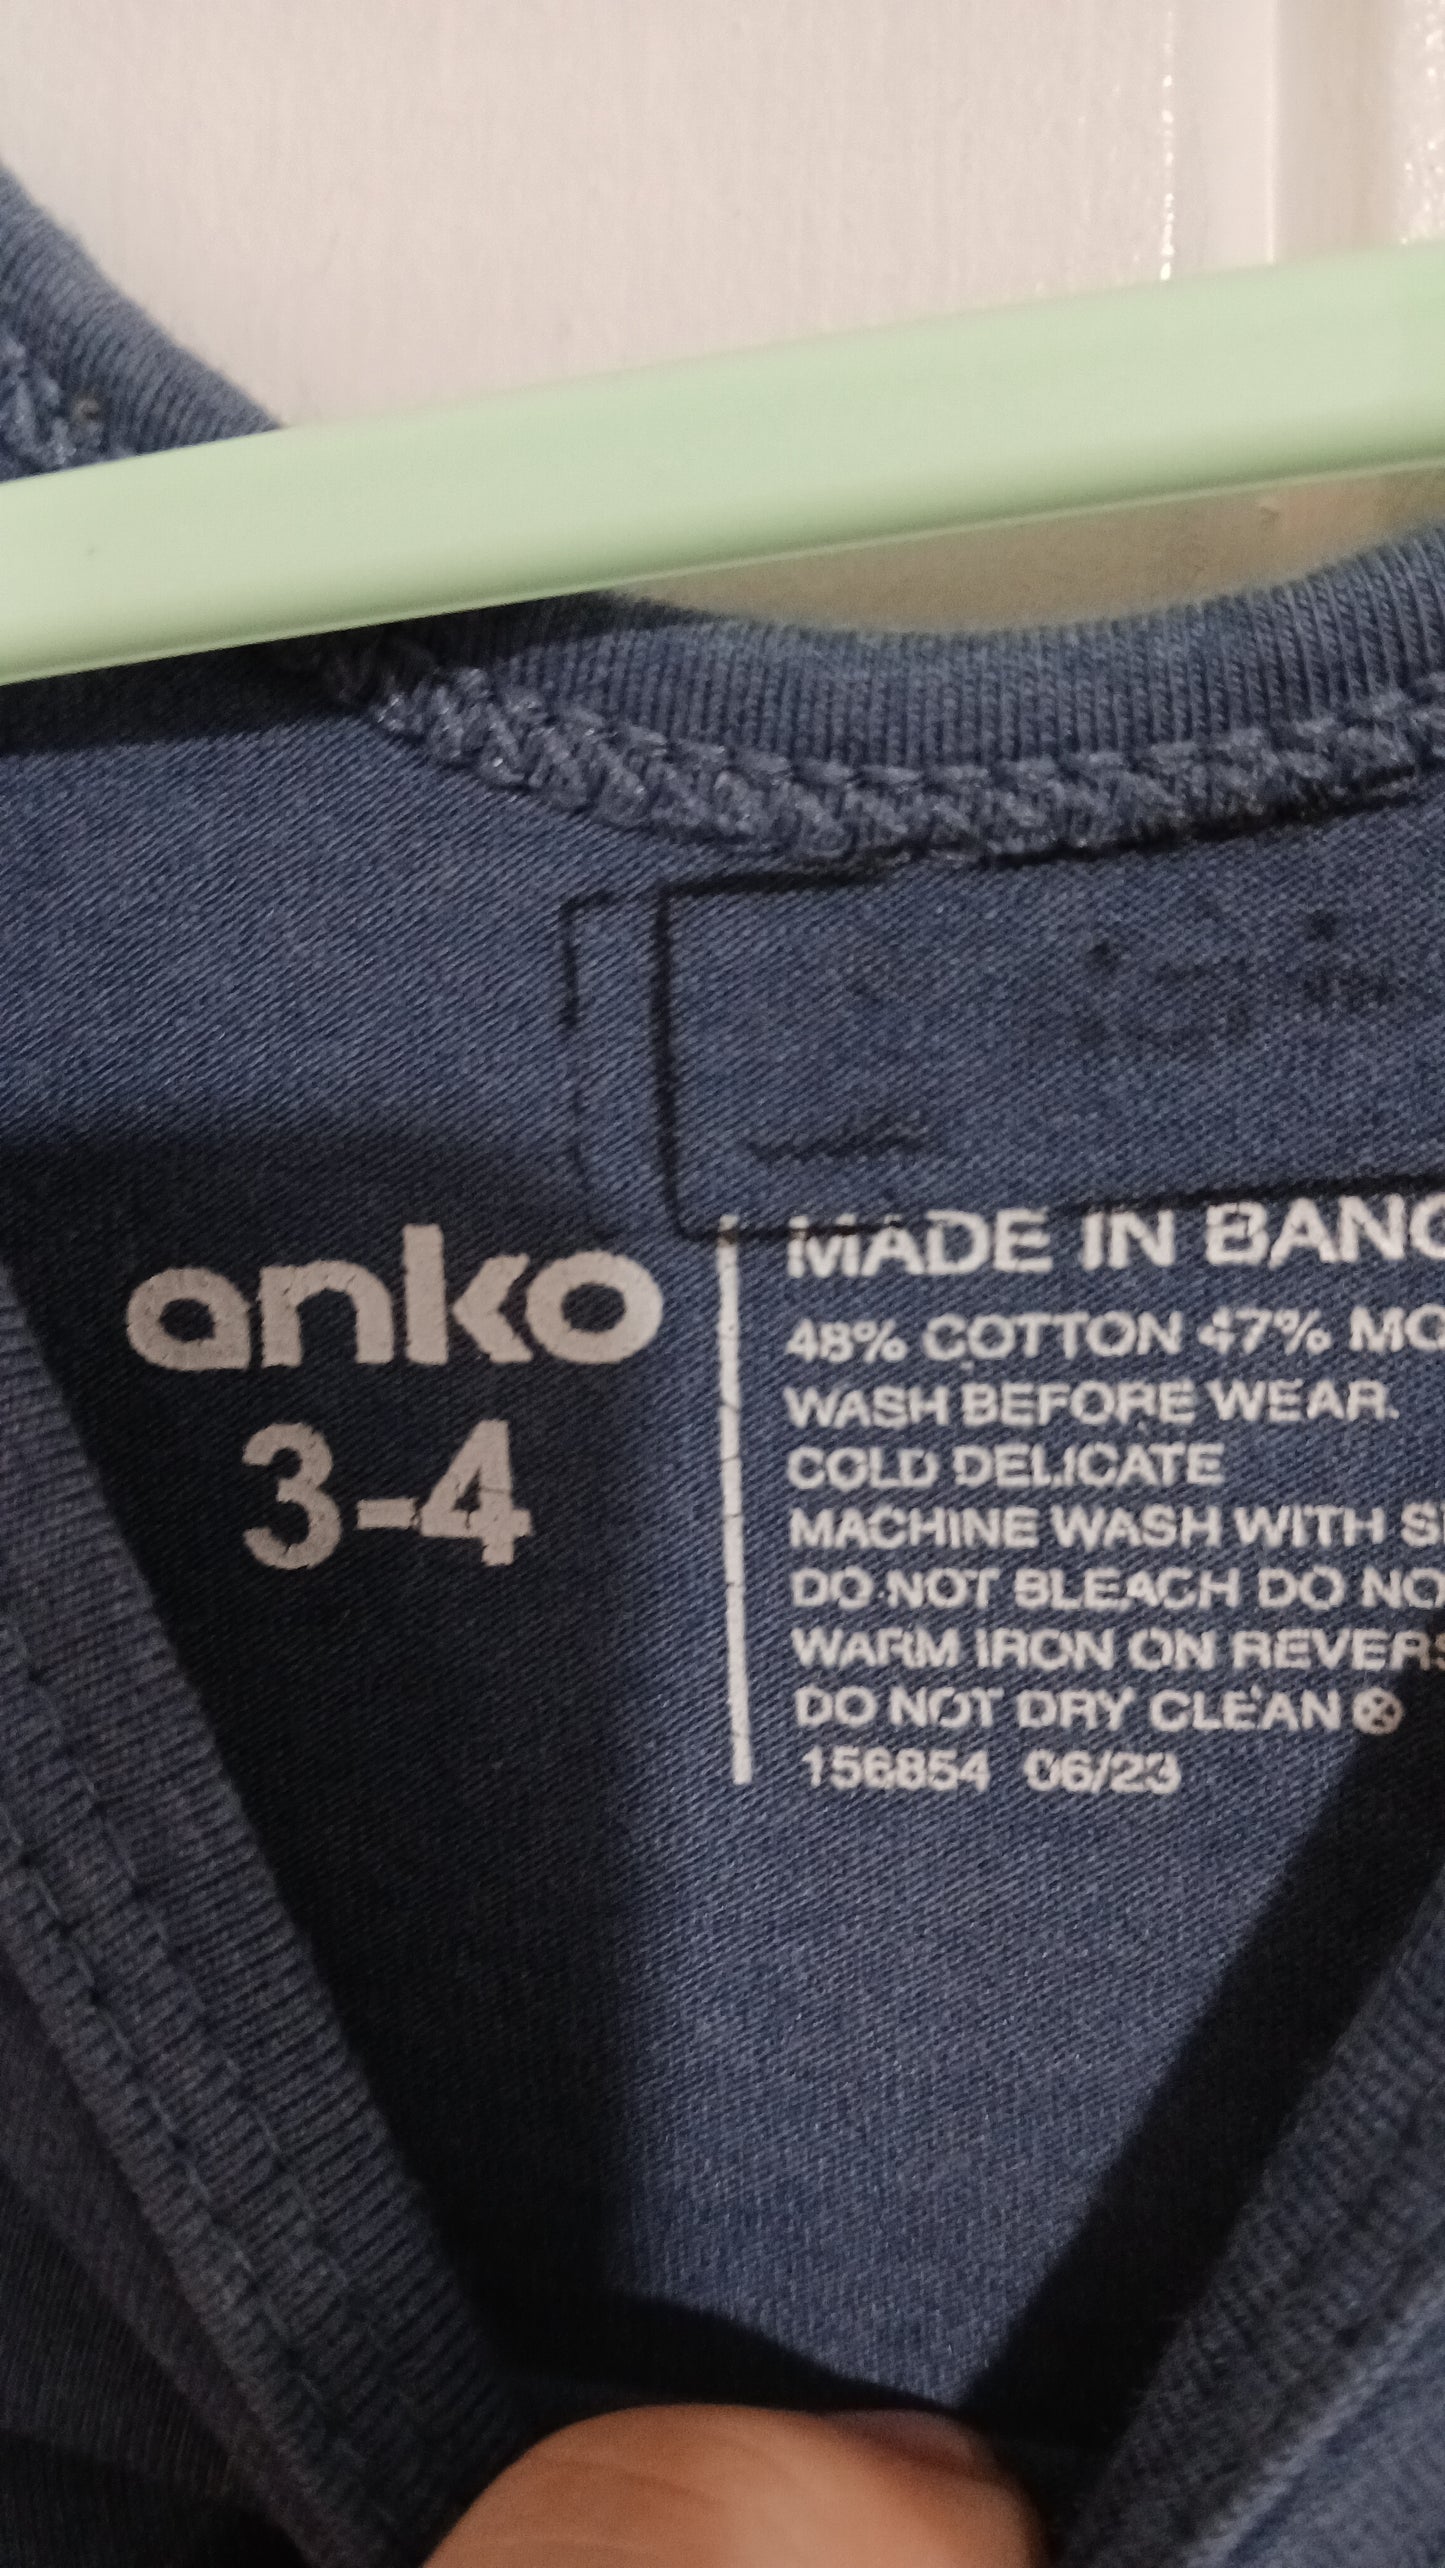 anko
3-4
MADE IN BANG
48% COTTON 47% MO
WASH BEFORE WEAR.
COLD DELICATE
MACHINE WASH WITH S
DO NOT BLEACH DO NO
WARM IRON ON REVERS
DO NOT DRY CLEAN
156854 06/23